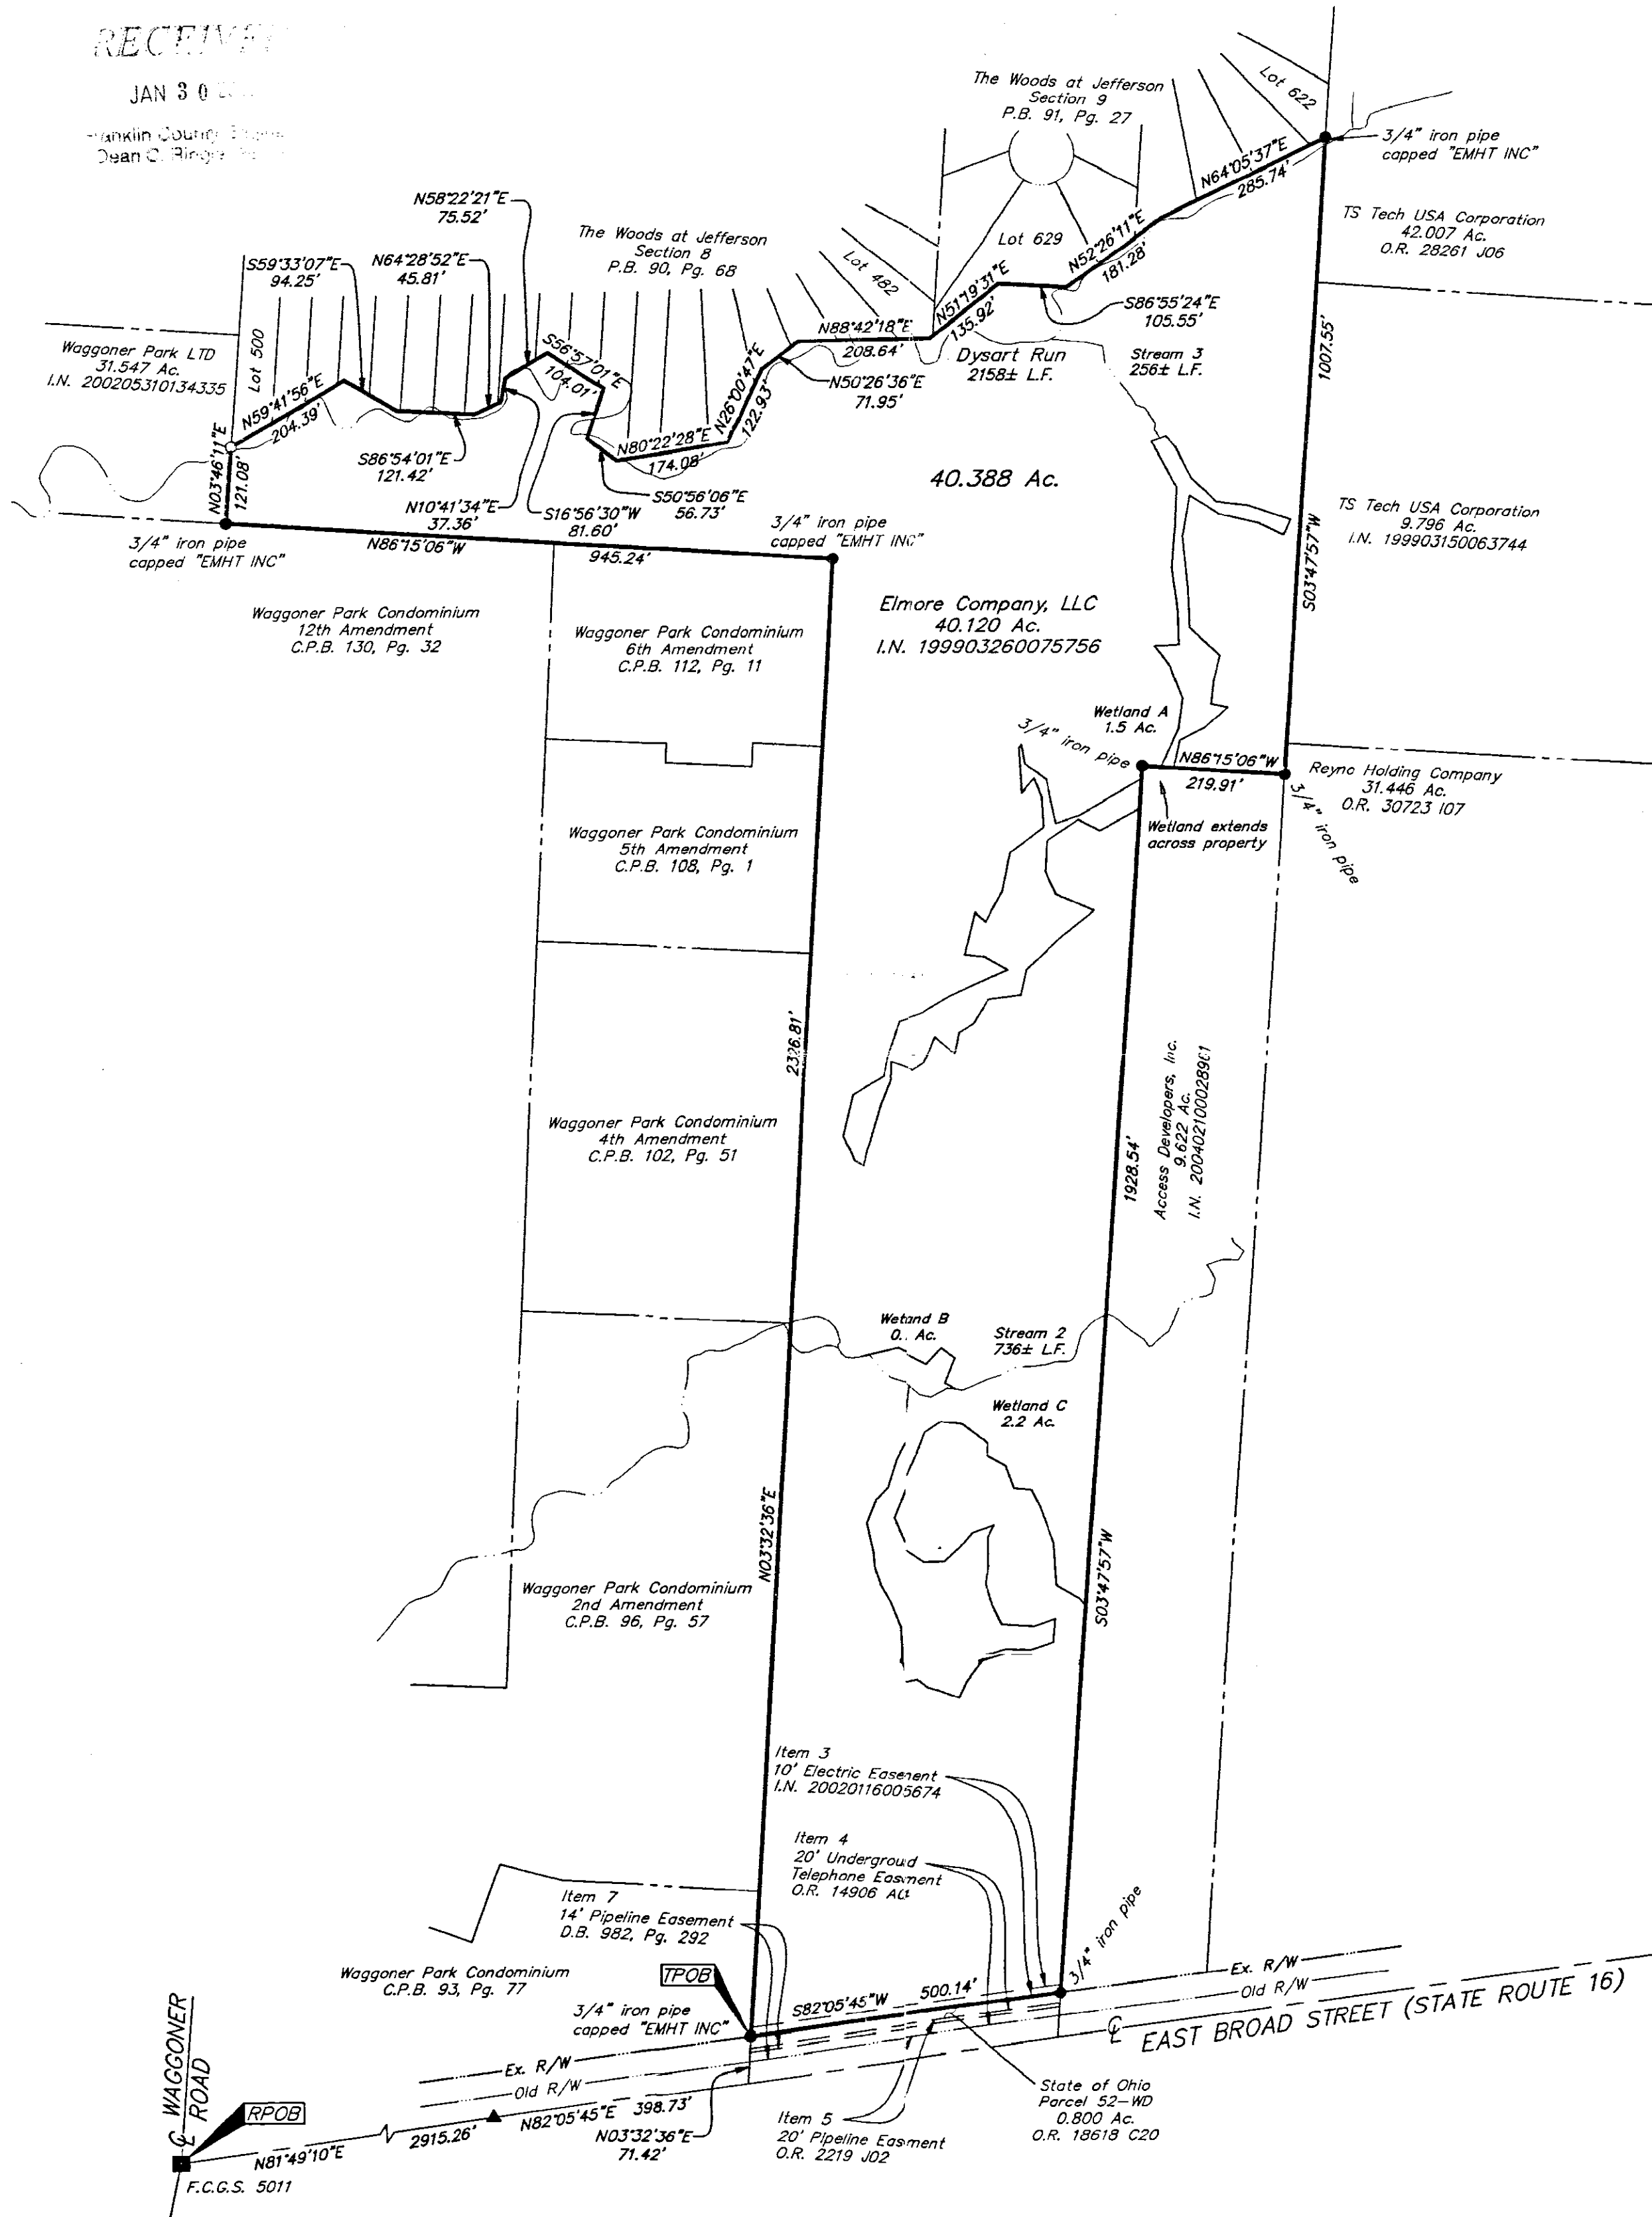 RECEIVE
JAN 30
Franklin County
Dean C. Ringle
The Woods at Jefferson
Section 9
P.B. 91, Pg. 27
Lot 622
3/4" iron pipe
capped "EMHT INC"
N64°05'37"E
285.74'
TS Tech USA Corporation
42.007 Ac.
O.R. 28261 J06
N58°22'21"E
75.52'
The Woods at Jefferson
Section 8
P.B. 90, Pg. 68
Lot 482
Lot 629
N52°26'11"E
181.28'
S59°33'07"E
94.25'
N64°28'52"E
45.81'
N51°19'31"E
135.92'
S86°55'24"E
105.55'
Waggoner Park LTD
31.547 Ac.
I.N. 200205310134335
Lot 500
N59°41'56"E
204.39'
S56°57'01"E
104.01'
N88°42'18"E
208.64'
Dysart Run
2158± L.F.
Stream 3
256± L.F.
1007.55'
N26°00'47"E
122.93'
N50°26'36"E
71.95'
N03°46'11"E
121.08'
S86°54'01"E
121.42'
N80°22'28"E
174.08'
40.388 Ac.
N10°41'34"E
37.36'
S16°56'30"W
81.60'
S50°56'06"E
56.73'
3/4" iron pipe
capped "EMHT INC"
3/4" iron pipe
capped "EMHT INC"
N86°15'06"W
945.24'
S03°47'57"W
TS Tech USA Corporation
9.796 Ac.
I.N. 199903150063744
Waggoner Park Condominium
12th Amendment
C.P.B. 130, Pg. 32
Waggoner Park Condominium
6th Amendment
C.P.B. 112, Pg. 11
Elmore Company, LLC
40.120 Ac.
I.N. 199903260075756
Wetland A
1.5 Ac.
3/4" iron pipe
N86°15'06"W
219.91'
Reyno Holding Company
31.446 Ac.
O.R. 30723 I07
3/4" iron pipe
Wetland extends
across property
Waggoner Park Condominium
5th Amendment
C.P.B. 108, Pg. 1
2326.81'
Access Developers, Inc.
9.622 Ac.
I.N. 200402100028961
1928.54'
Waggoner Park Condominium
4th Amendment
C.P.B. 102, Pg. 51
Wetand B
0. Ac.
Stream 2
736± L.F.
Wetland C
2.2 Ac.
N03°32'36"E
S03°47'57"W
Waggoner Park Condominium
2nd Amendment
C.P.B. 96, Pg. 57
Item 3
10' Electric Easement
I.N. 20020116005674
Item 4
20' Undergroud
Telephone Easment
O.R. 14906 A
Item 7
14' Pipeline Easement
D.B. 982, Pg. 292
3/4" iron pipe
Waggoner Park Condominium
C.P.B. 93, Pg. 77
TPOB
3/4" iron pipe
capped "EMHT INC"
S82°05'45"W 500.14'
Ex. R/W
Old R/W
℄ EAST BROAD STREET (STATE ROUTE 16)
℄ WAGGONER
ROAD
Ex. R/W
Old R/W
RPOB
N81°49'10"E
2915.26'
N82°05'45"E 398.73'
N03°32'36"E
71.42'
Item 5
20' Pipeline Easment
O.R. 2219 J02
State of Ohio
Parcel 52-WD
0.800 Ac.
O.R. 18618 C20
F.C.G.S. 5011